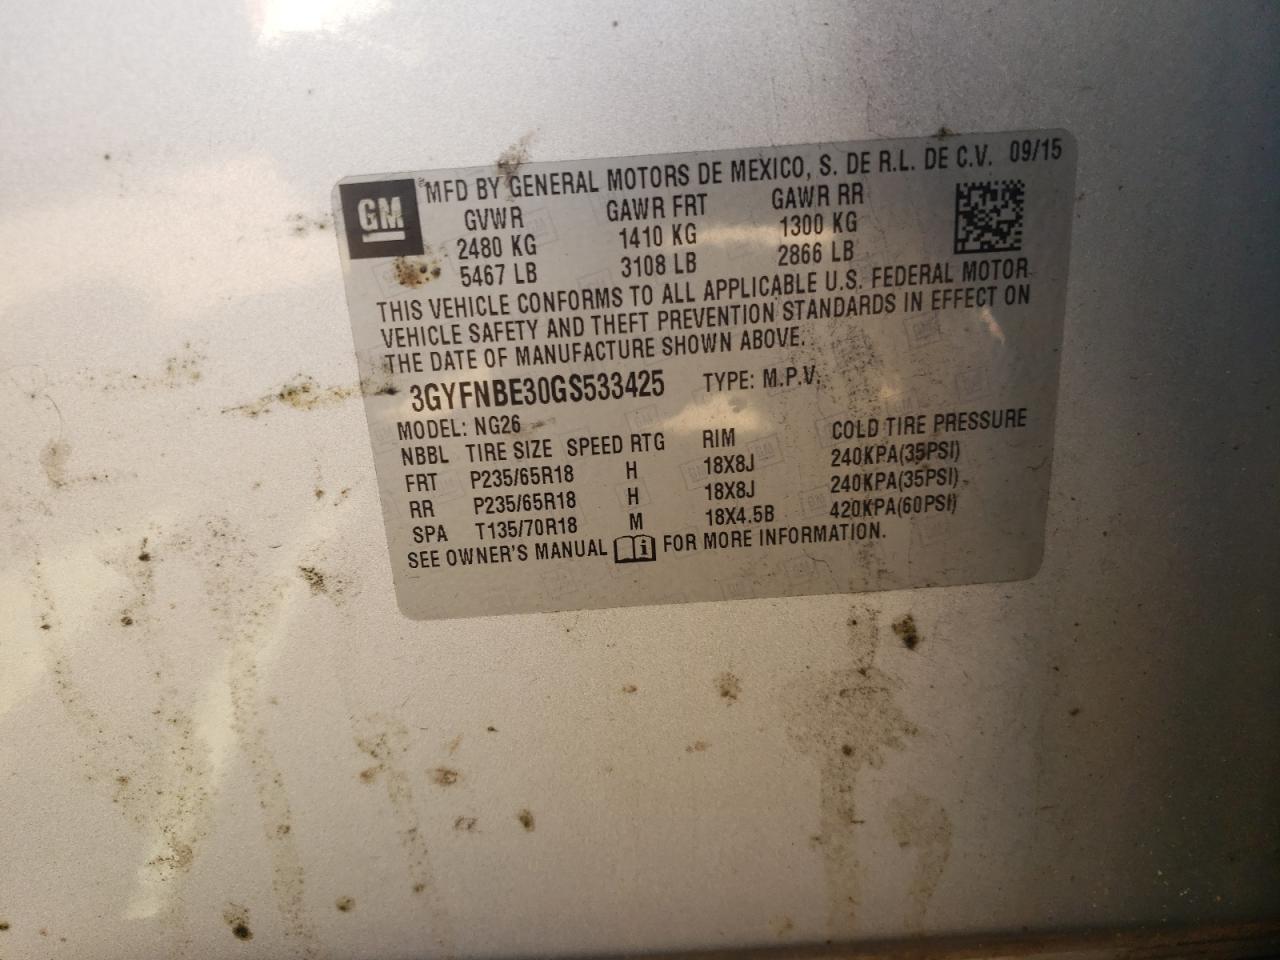 GM
MFD BY GENERAL MOTORS DE MEXICO, S. DE R.L. DE C.V. 09/15
GVWR GAWR FRT GAWR RR
2480 KG 1410 KG 1300 KG
5467 LB 3108 LB 2866 LB
THIS VEHICLE CONFORMS TO ALL APPLICABLE U.S. FEDERAL MOTOR
VEHICLE SAFETY AND THEFT PREVENTION STANDARDS IN EFFECT ON
THE DATE OF MANUFACTURE SHOWN ABOVE.
3GYFNBE30GS533425 TYPE: M.P.V.
MODEL: NG26
NBBL TIRE SIZE SPEED RTG RIM COLD TIRE PRESSURE
FRT P235/65R18 H 18X8J 240KPA(35PSI)
RR P235/65R18 H 18X8J 240KPA(35PSI)
SPA T135/70R18 M 18X4.5B 420KPA(60PSI)
SEE OWNER'S MANUAL FOR MORE INFORMATION.